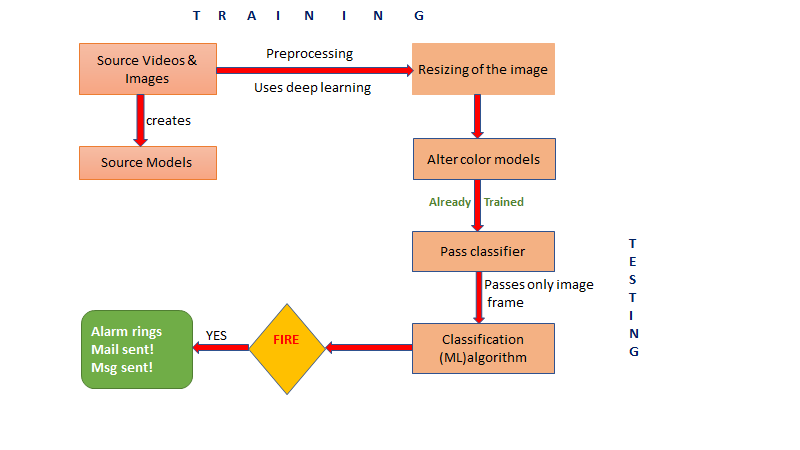 T R A I N I N G
Source Videos &
Images
Preprocessing
Uses deep learning
Resizing of the image
creates
Source Models
Alter color models
Already Trained
Pass classifier
Passes only image
frame
Classification
(ML)algorithm
FIRE
YES
Alarm rings
Mail sent!
Msg sent!
T
E
S
T
I
N
G